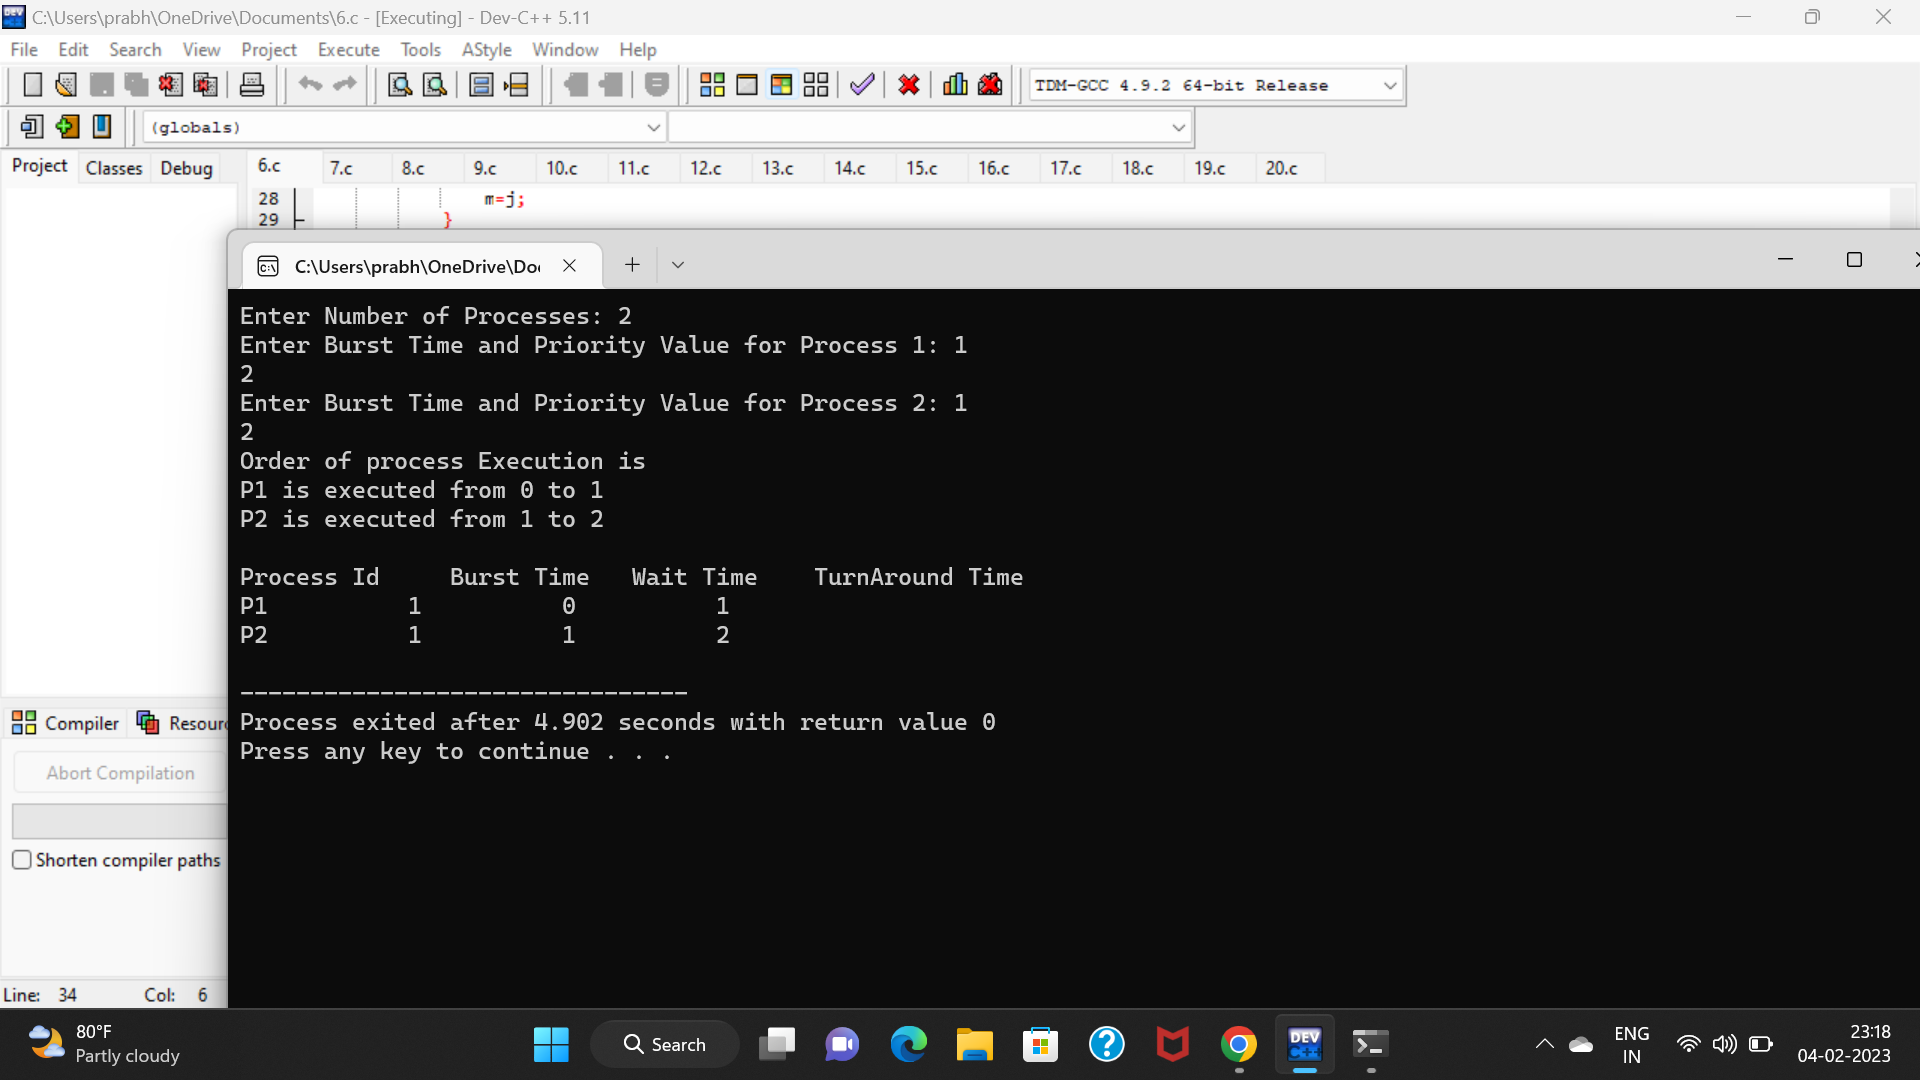 C:\Users\prabh\OneDrive\Documents\6.c - [Executing] - Dev-C++ 5.11
File Edit Search View Project Execute Tools AStyle Window Help
TDM-GCC 4.9.2 64-bit Release
(globals)
Project Classes Debug 6.c 7.c 8.c 9.c 10.c 11.c 12.c 13.c 14.c 15.c 16.c 17.c 18.c 19.c 20.c
28 m=j;
29 }
C:\Users\prabh\OneDrive\Do
Enter Number of Processes: 2
Enter Burst Time and Priority Value for Process 1: 1
2
Enter Burst Time and Priority Value for Process 2: 1
2
Order of process Execution is
P1 is executed from 0 to 1
P2 is executed from 1 to 2
Process Id Burst Time Wait Time TurnAround Time
P1 1 0 1
P2 1 1 2
--------------------------------
Process exited after 4.902 seconds with return value 0
Press any key to continue . . .
Compiler Resour
Abort Compilation
Shorten compiler paths
Line: 34 Col: 6
80°F
Partly cloudy
Search
DEV
C++
ENG
IN
23:18
04-02-2023